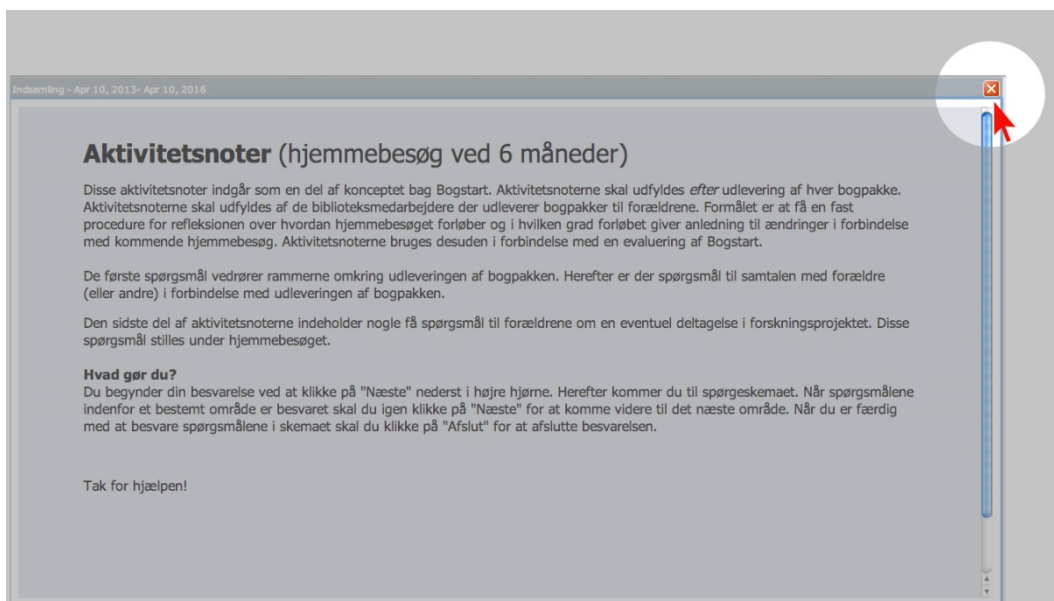 Indsamling - Apr 10, 2013- Apr 10, 2016
Aktivitetsnoter (hjemmebesøg ved 6 måneder)
Disse aktivitetsnoter indgår som en del af konceptet bag Bogstart. Aktivitetsnoterne skal udfyldes efter udlevering af hver bogpakke.
Aktivitetsnoterne skal udfyldes af de biblioteksmedarbejdere der udleverer bogpakker til forældrene. Formålet er at få en fast
procedure for refleksionen over hvordan hjemmebesøget forløber og i hvilken grad forløbet giver anledning til ændringer i forbindelse
med kommende hjemmebesøg. Aktivitetsnoterne bruges desuden i forbindelse med en evaluering af Bogstart.
De første spørgsmål vedrører rammerne omkring udleveringen af bogpakken. Herefter er der spørgsmål til samtalen med forældre
(eller andre) i forbindelse med udleveringen af bogpakken.
Den sidste del af aktivitetsnoterne indeholder nogle få spørgsmål til forældrene om en eventuel deltagelse i forskningsprojektet. Disse
spørgsmål stilles under hjemmebesøget.
Hvad gør du?
Du begynder din besvarelse ved at klikke på "Næste" nederst i højre hjørne. Herefter kommer du til spørgeskemaet. Når spørgsmålene
indenfor et bestemt område er besvaret skal du igen klikke på "Næste" for at komme videre til det næste område. Når du er færdig
med at besvare spørgsmålene i skemaet skal du klikke på "Afslut" for at afslutte besvarelsen.
Tak for hjælpen!